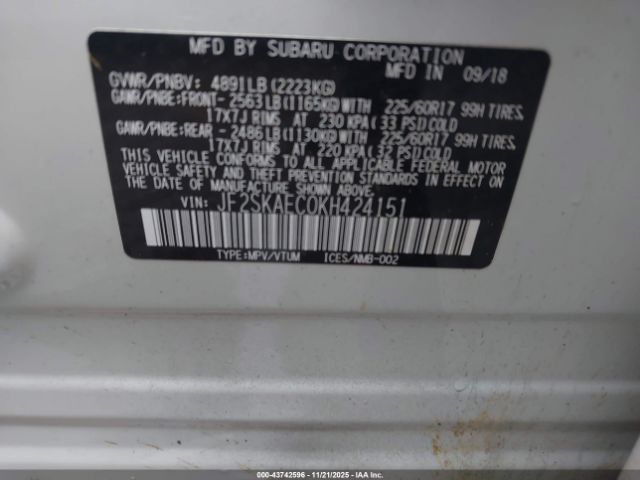 MFD BY SUBARU CORPORATION
MFD IN 09/18
GVWR/PNBV: 4891LB(2223KG)
GAWR/PNBE:FRONT- 2563LB(1165KG)WITH 225/60R17 99H TIRES.
17X7J RIMS AT 230 KPA(33 PSI)COLD
GAWR/PNBE:REAR - 2486LB(1130KG)WITH 225/60R17 99H TIRES.
17X7J RIMS AT 220 KPA(32 PSI)COLD
THIS VEHICLE CONFORMS TO ALL APPLICABLE FEDERAL MOTOR
VEHICLE SAFETY AND THEFT PREVENTION STANDARDS IN EFFECT
ON THE DATE OF MANUFACTURE SHOWN ABOVE.
VIN: JF2SKAEC0KH424151
TYPE:MPV/VTUM ICES/NMB-002
000-43742596 - 11/21/2025 - IAA Inc.